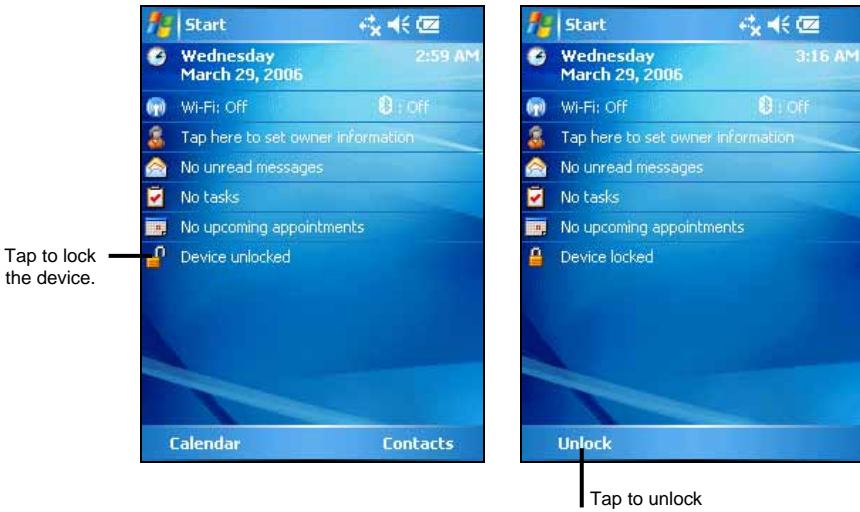 Start
Wednesday 2:59 AM
March 29, 2006
Wi-Fi: Off : Off
Tap here to set owner information
No unread messages
No tasks
No upcoming appointments
Tap to lock
the device.
Device unlocked
Calendar Contacts
Start
Wednesday 3:16 AM
March 29, 2006
Wi-Fi: Off : Off
Tap here to set owner information
No unread messages
No tasks
No upcoming appointments
Device locked
Unlock
Tap to unlock